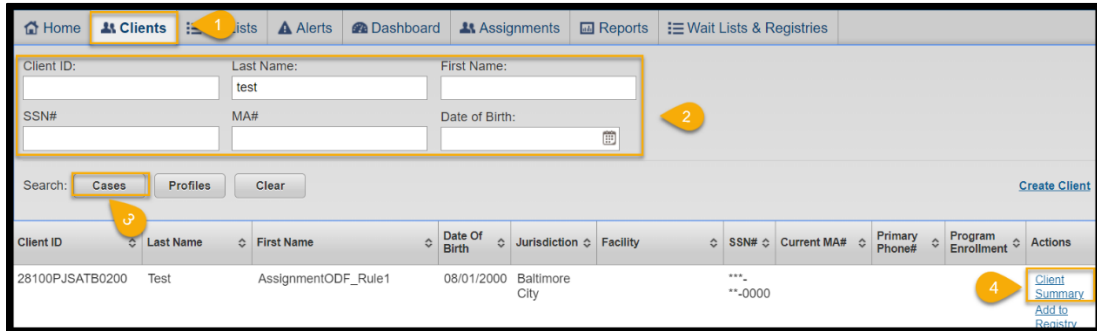 Home Clients 1 ists Alerts Dashboard Assignments Reports Wait Lists & Registries
Client ID: Last Name: First Name:
test
SSN# MA# Date of Birth:
2
Search: Cases Profiles Clear Create Client
3
Client ID Last Name First Name Date Of Birth Jurisdiction Facility SSN# Current MA# Primary Phone# Program Enrollment Actions
28100PJSATB0200 Test AssignmentODF_Rule1 08/01/2000 Baltimore City ***-**-0000 4 Client Summary
Add to Registry